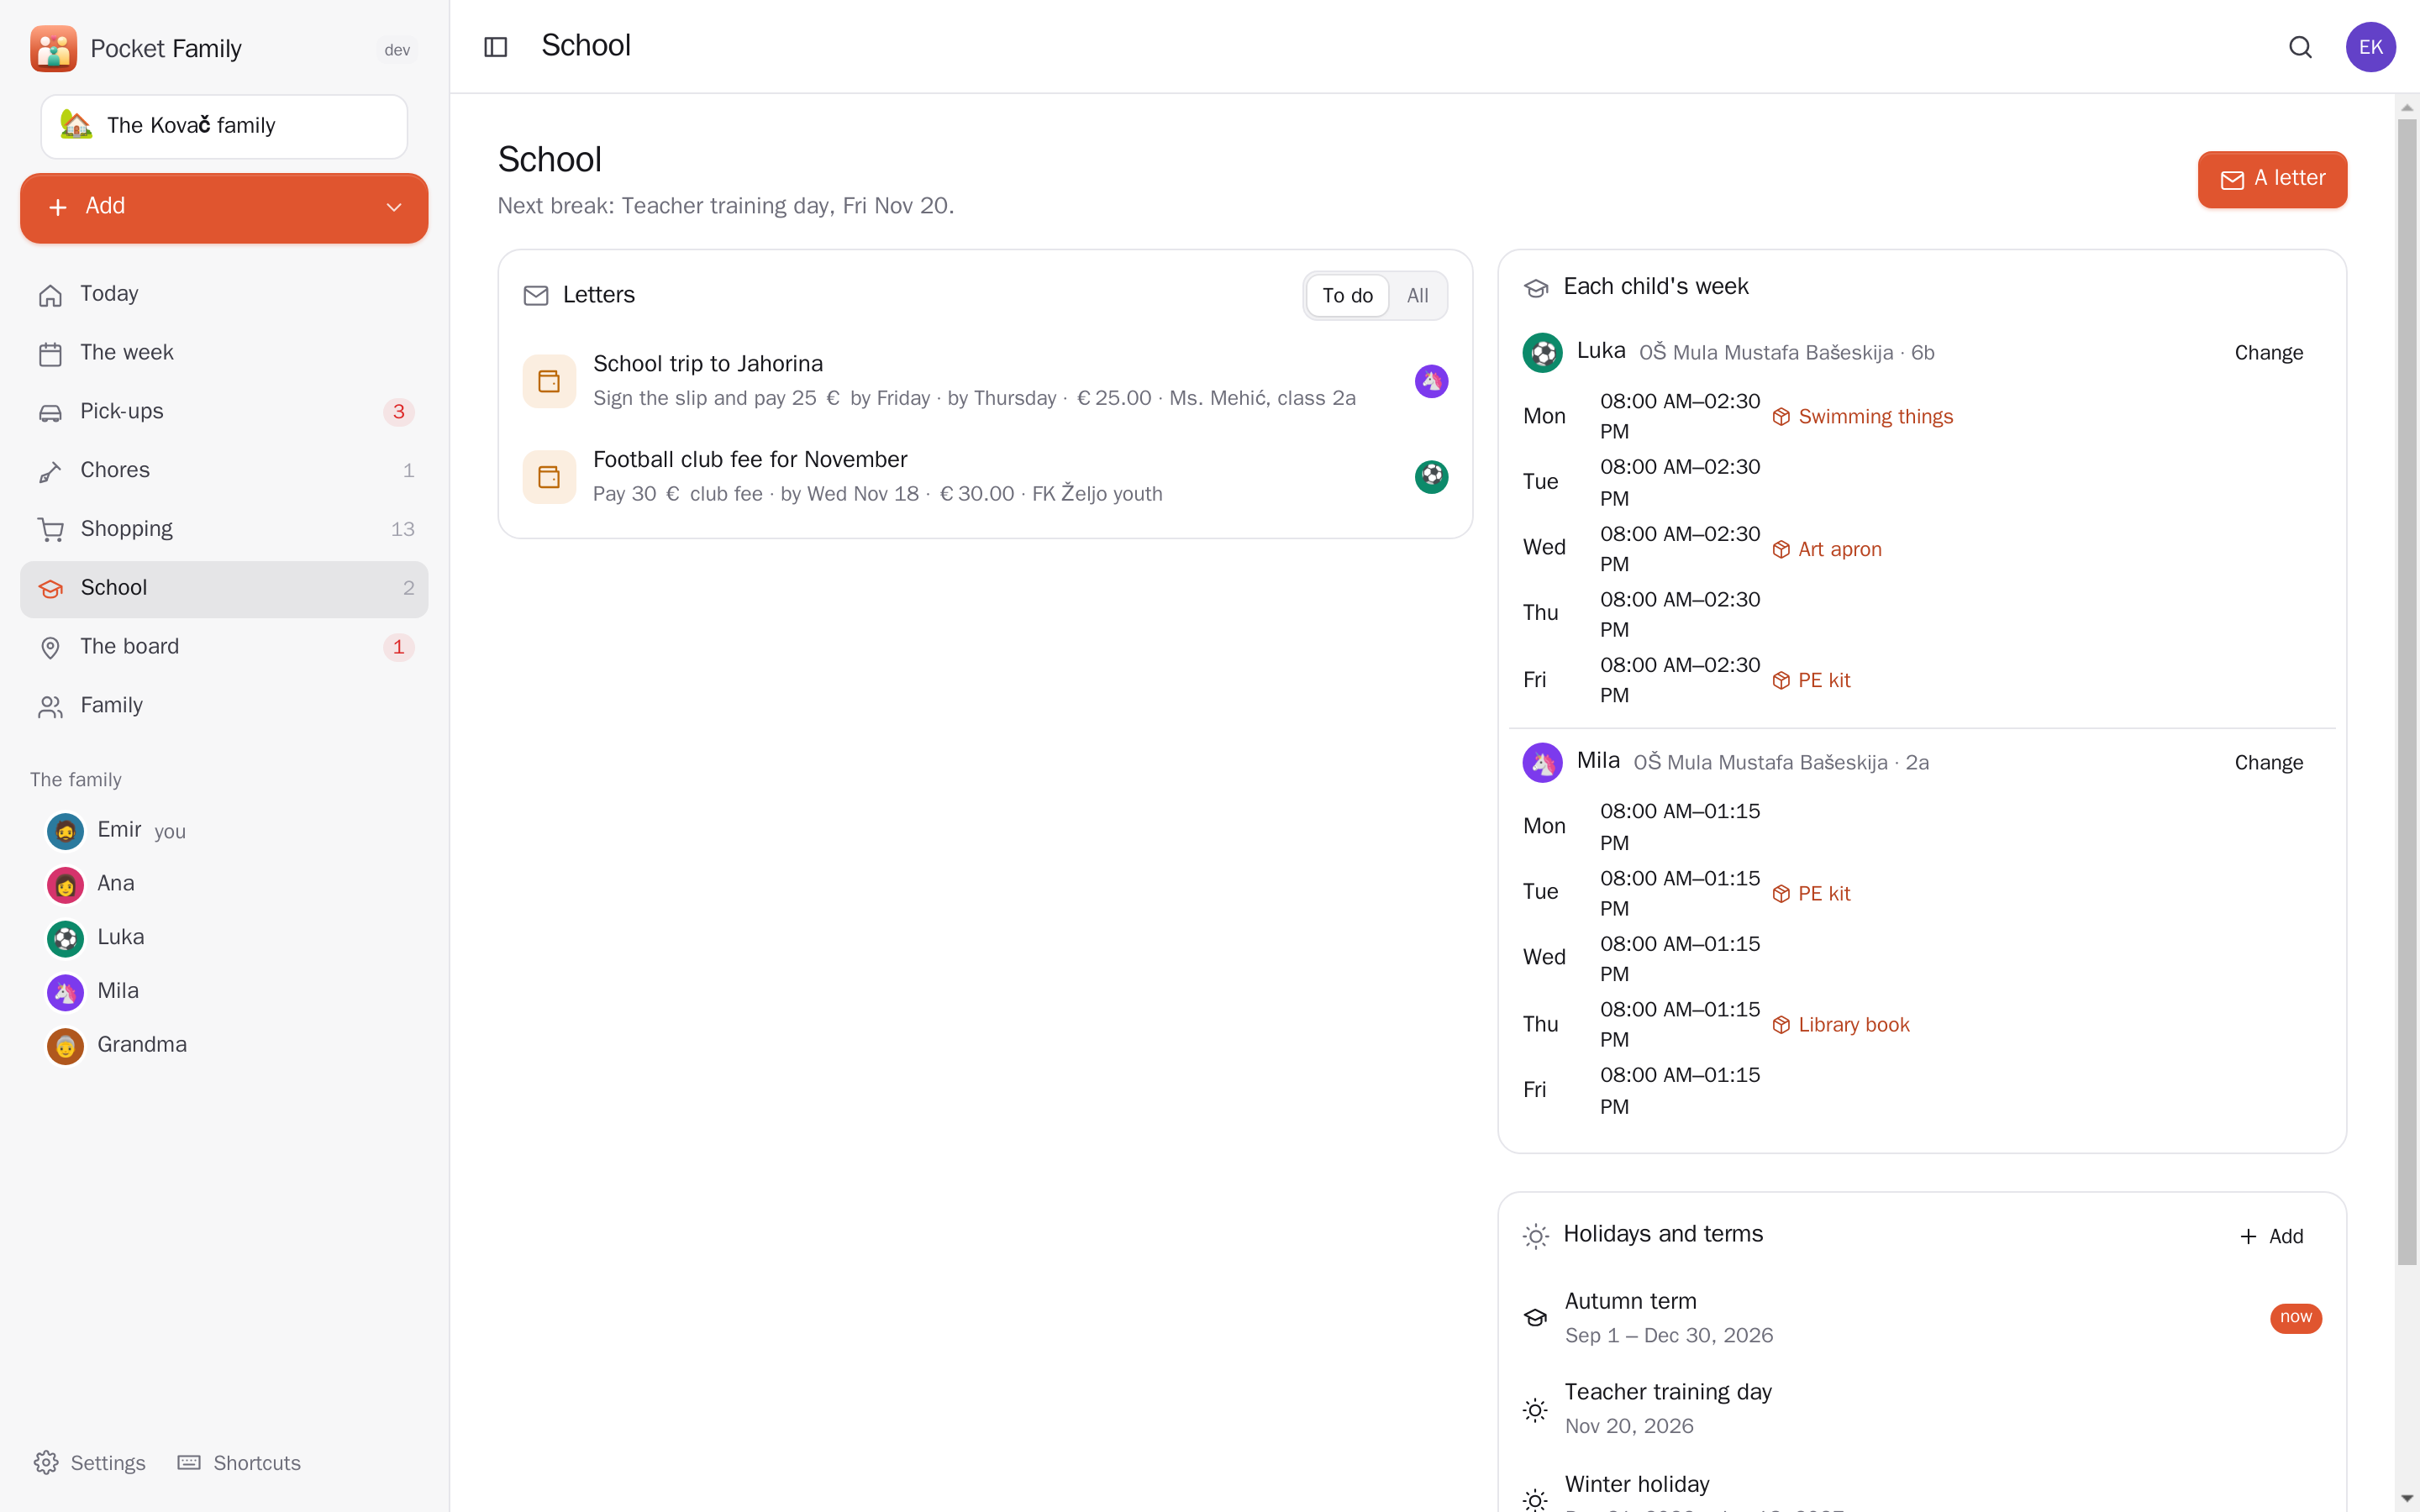 Pocket Family
dev
The Kovač family
Add
Today
The week
Pick-ups 3
Chores 1
Shopping 13
School 2
The board 1
Family
The family
Emir you
Ana
Luka
Mila
Grandma
Settings
Shortcuts
School
EK
School
Next break: Teacher training day, Fri Nov 20.
A letter
Letters
To do
All
School trip to Jahorina
Sign the slip and pay 25 € by Friday · by Thursday · €25.00 · Ms. Mehić, class 2a
Football club fee for November
Pay 30 € club fee · by Wed Nov 18 · €30.00 · FK Željo youth
Each child's week
Luka OŠ Mula Mustafa Bašeskija · 6b
Change
Mon 08:00 AM–02:30
PM
Swimming things
Tue 08:00 AM–02:30
PM
Wed 08:00 AM–02:30
PM
Art apron
Thu 08:00 AM–02:30
PM
Fri 08:00 AM–02:30
PM
PE kit
Mila OŠ Mula Mustafa Bašeskija · 2a
Change
Mon 08:00 AM–01:15
PM
Tue 08:00 AM–01:15
PM
PE kit
Wed 08:00 AM–01:15
PM
Thu 08:00 AM–01:15
PM
Library book
Fri 08:00 AM–01:15
PM
Holidays and terms
Add
Autumn term
Sep 1 – Dec 30, 2026
now
Teacher training day
Nov 20, 2026
Winter holiday